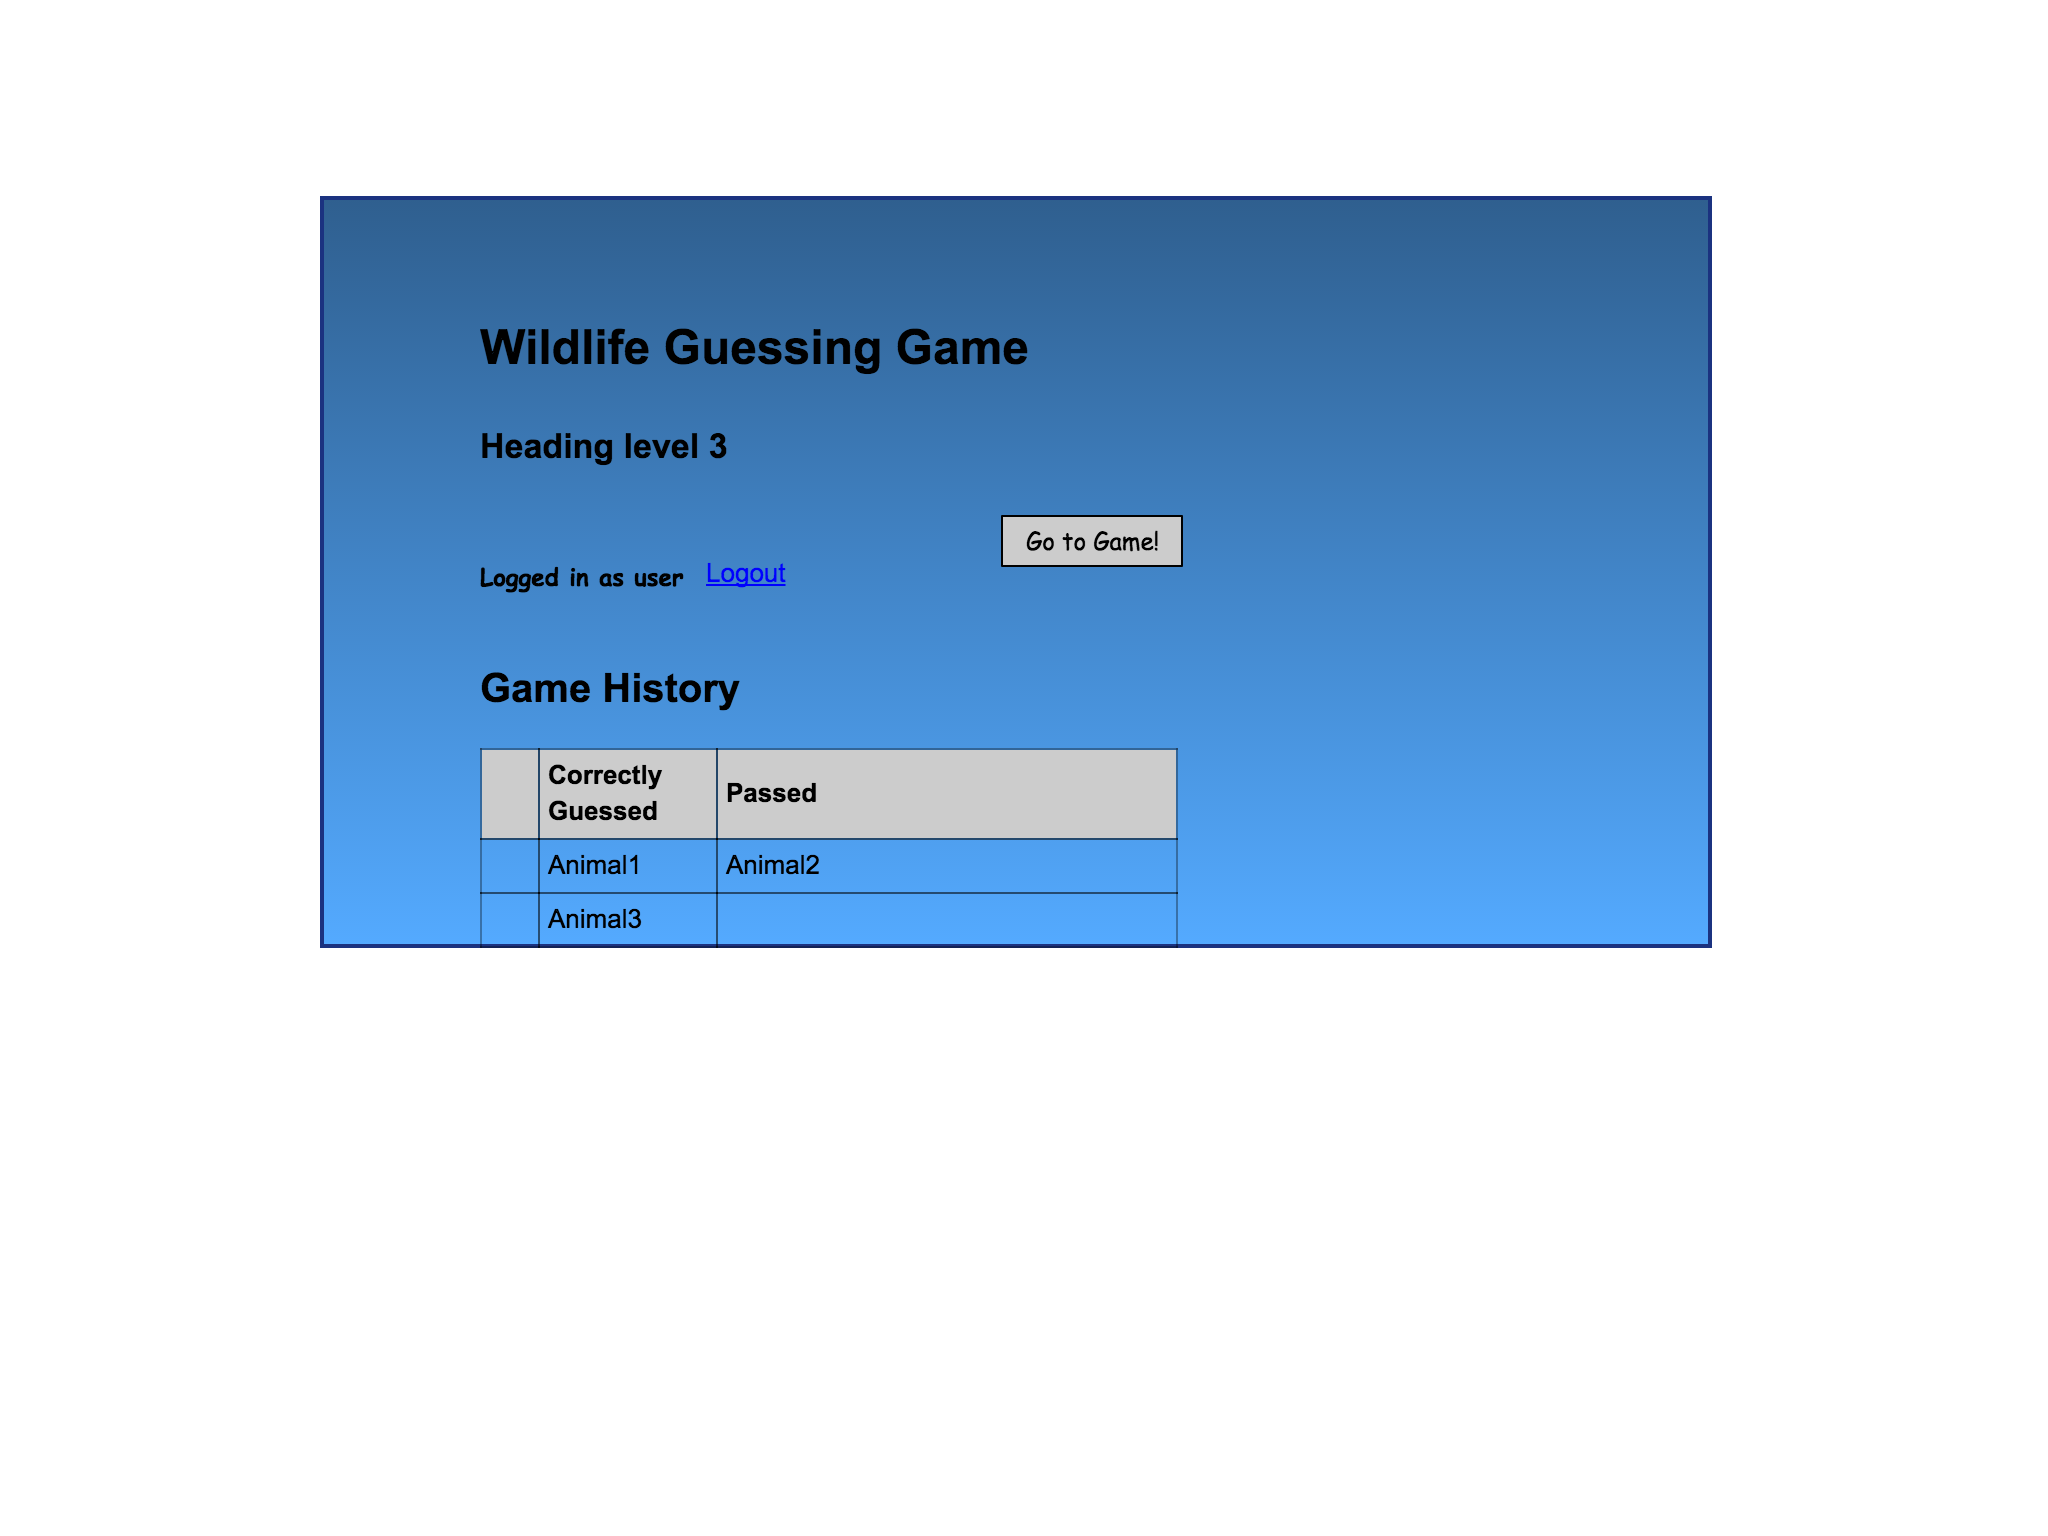 Wildlife Guessing Game
Heading level 3
Go to Game!
Logged in as user Logout
Game History
Correctly Guessed Passed
Animal1 Animal2
Animal3